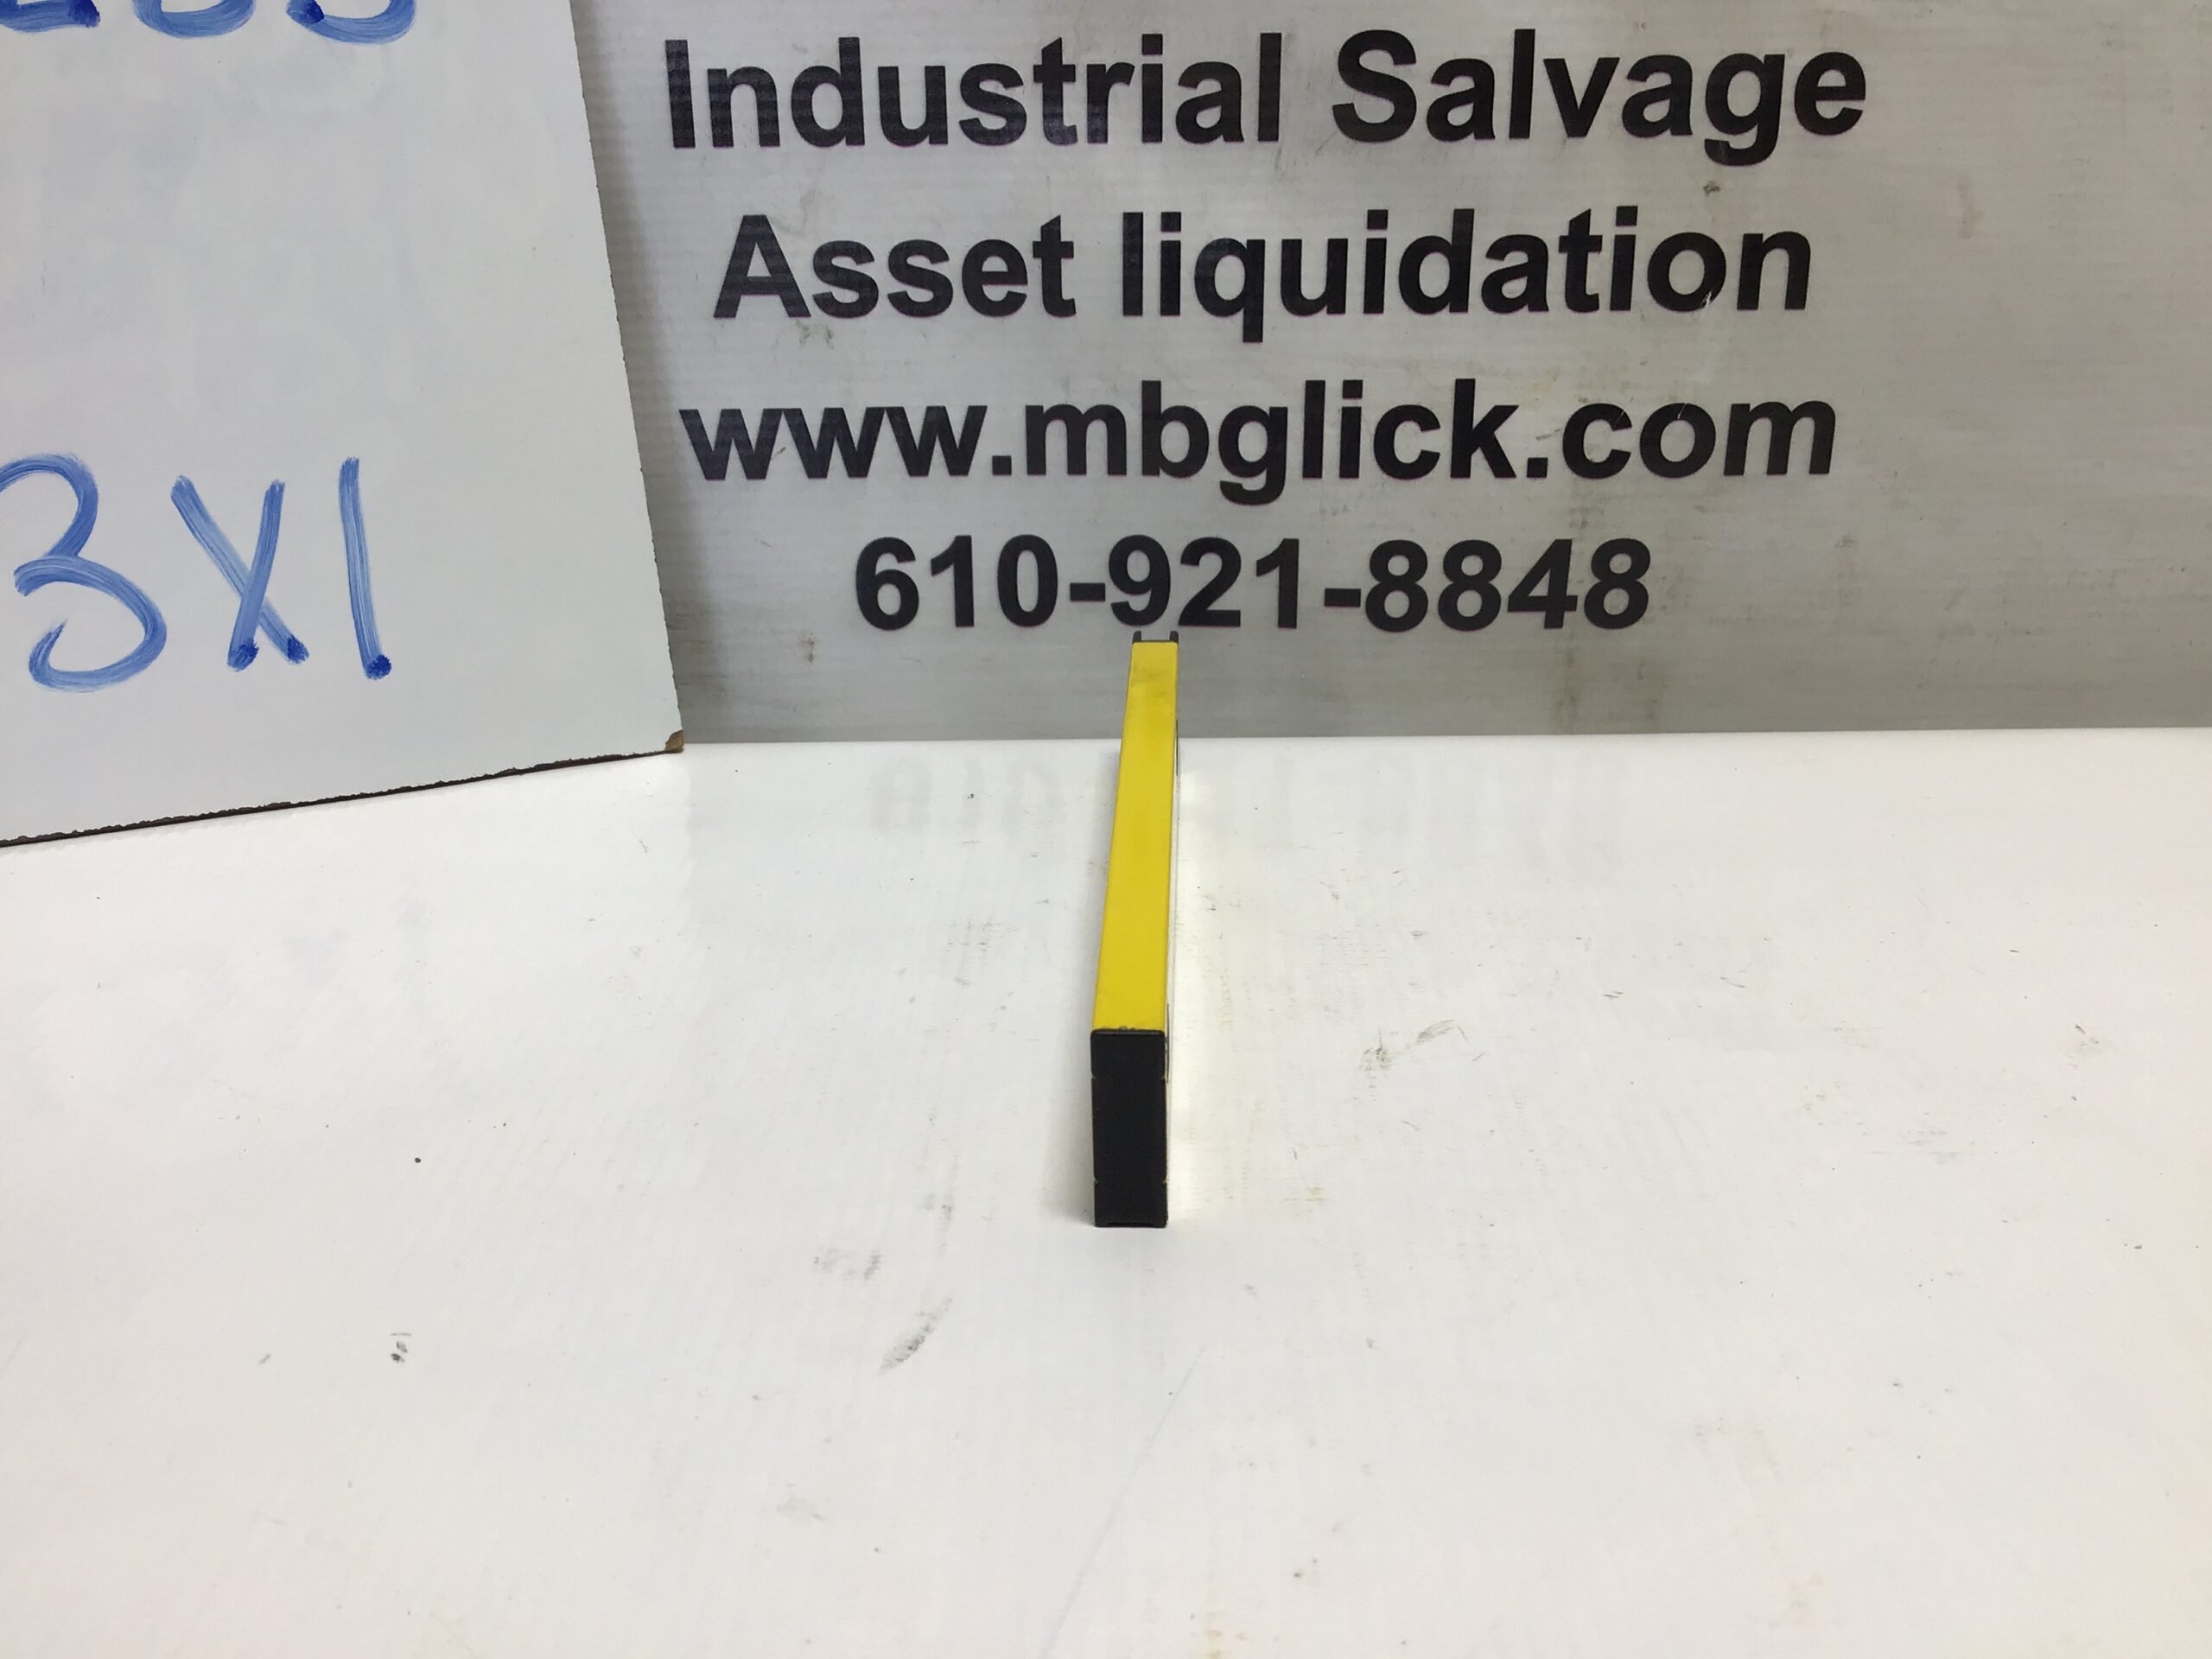 Industrial Salvage
Asset liquidation
www.mbglick.com
610-921-8848
3X1